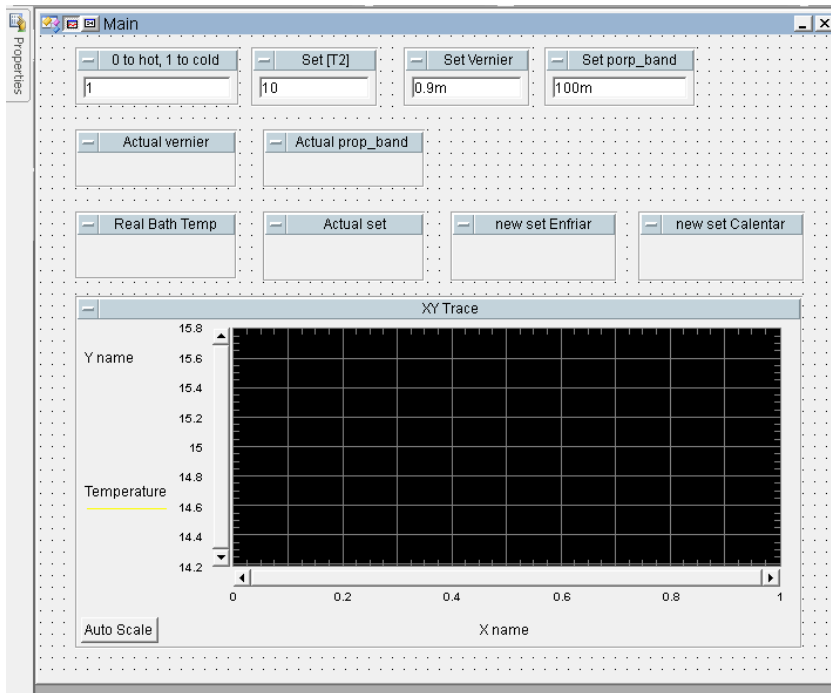 Properties
Main
0 to hot, 1 to cold
Set [T2]
Set Vernier
Set porp_band
1
10
0.9m
100m
Actual vernier
Actual prop_band
Real Bath Temp
Actual set
new set Enfriar
new set Calentar
XY Trace
Y name
15.8
15.6
15.4
15.2
15
14.8
Temperature
14.6
14.4
14.2
0
0.2
0.4
0.6
0.8
1
Auto Scale
X name